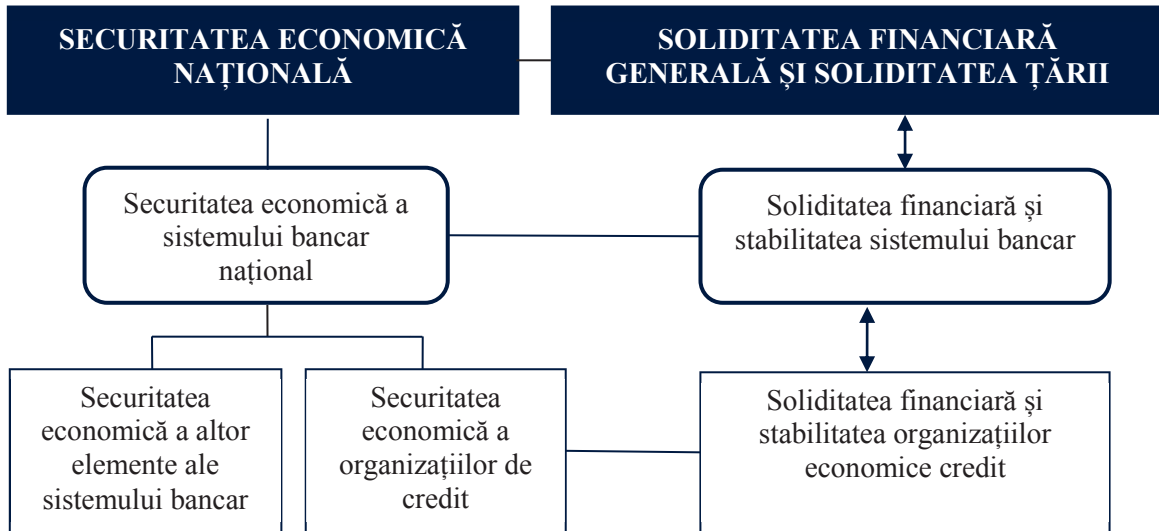 SECURITATEA ECONOMICĂ
NAȚIONALĂ
SOLIDITATEA FINANCIARĂ
GENERALĂ ȘI SOLIDITATEA ȚĂRII
Securitatea economică a
sistemului bancar
național
Soliditatea financiară și
stabilitatea sistemului bancar
Securitatea
economică a altor
elemente ale
sistemului bancar
Securitatea
economică a
organizațiilor de
credit
Soliditatea financiară și
stabilitatea organizațiilor
economice credit